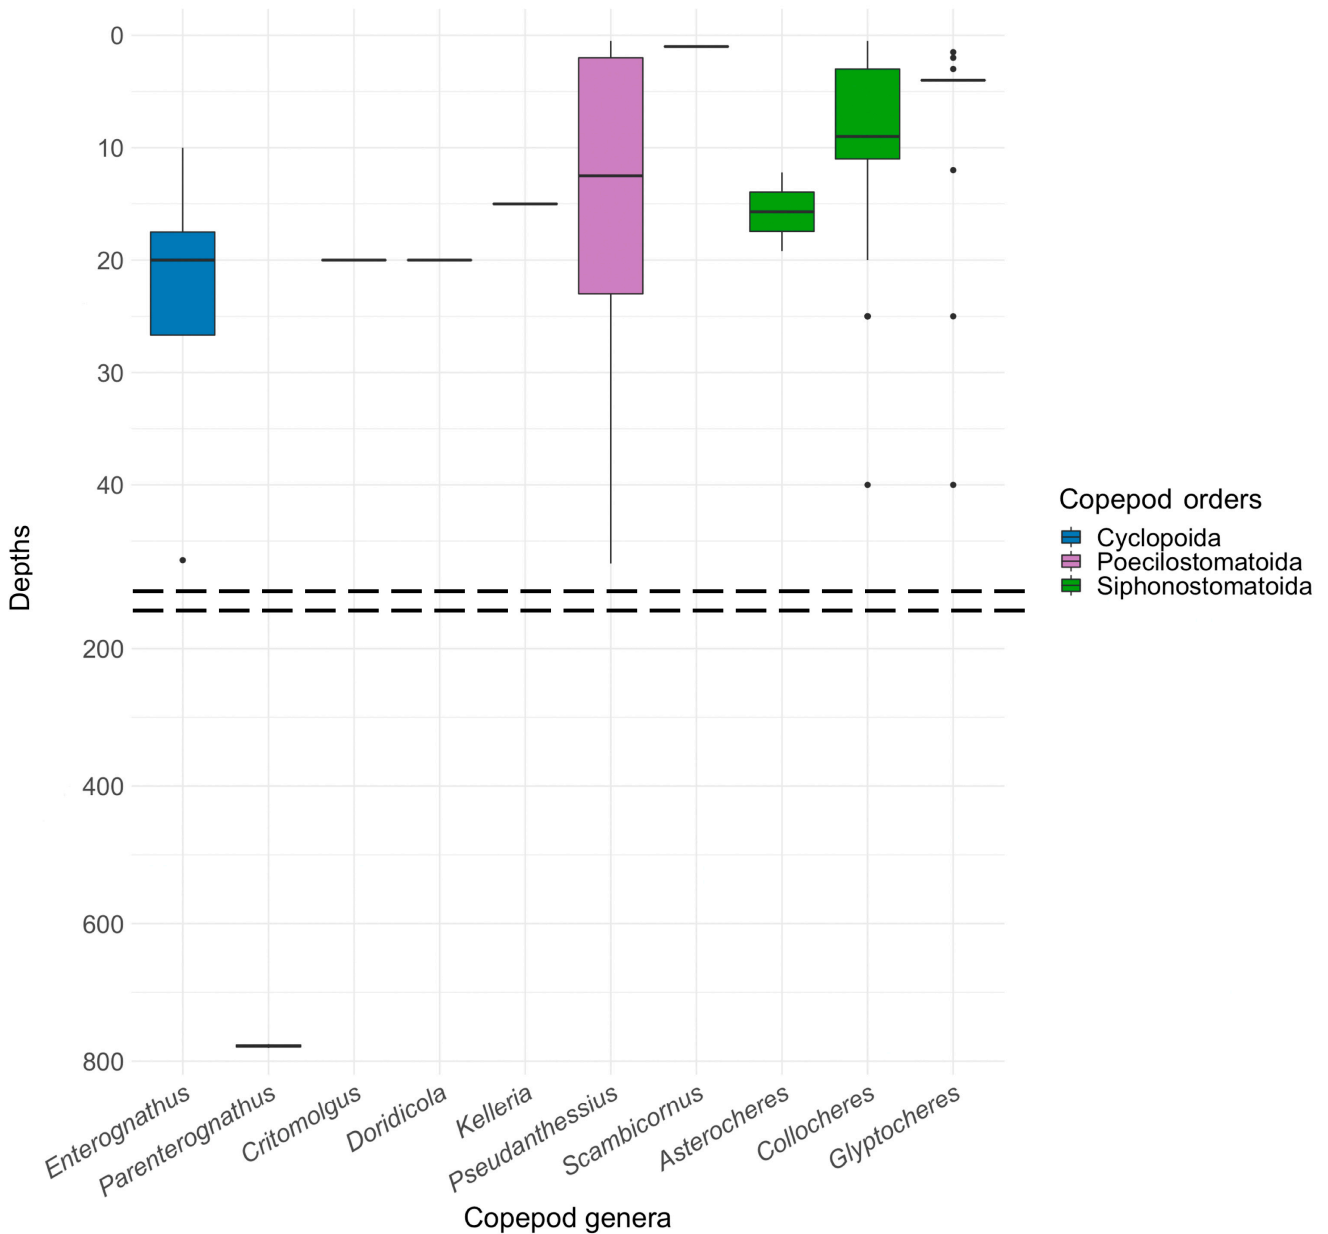 0
10
20
30
40
200
400
600
800
Depths
Enterognathus
Parenterognathus
Critomolgus
Doridicola
Kelleria
Pseudanthessius
Scambicornus
Asterocheres
Collocheres
Glyptocheres
Copepod genera
Copepod orders
Cyclopoida
Poecilostomatoida
Siphonostomatoida